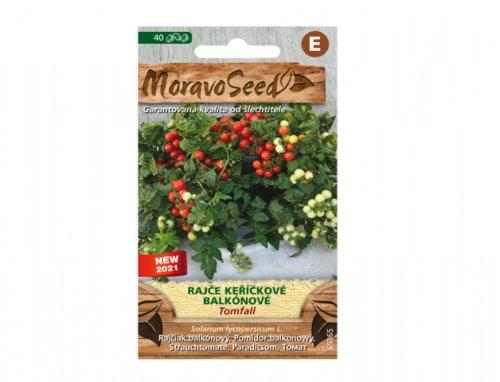 40
E
MoravoSeed
Garantovaná kvalita od šlechtitele
NEW
2021
RAJČE KEŘÍČKOVÉ
BALKÓNOVÉ
Tomfall
Solanum lycopersicum L.
Rajčiak balkónový, Pomidor balkonowy,
Strauchtomate, Paradicsom, Томат
65365